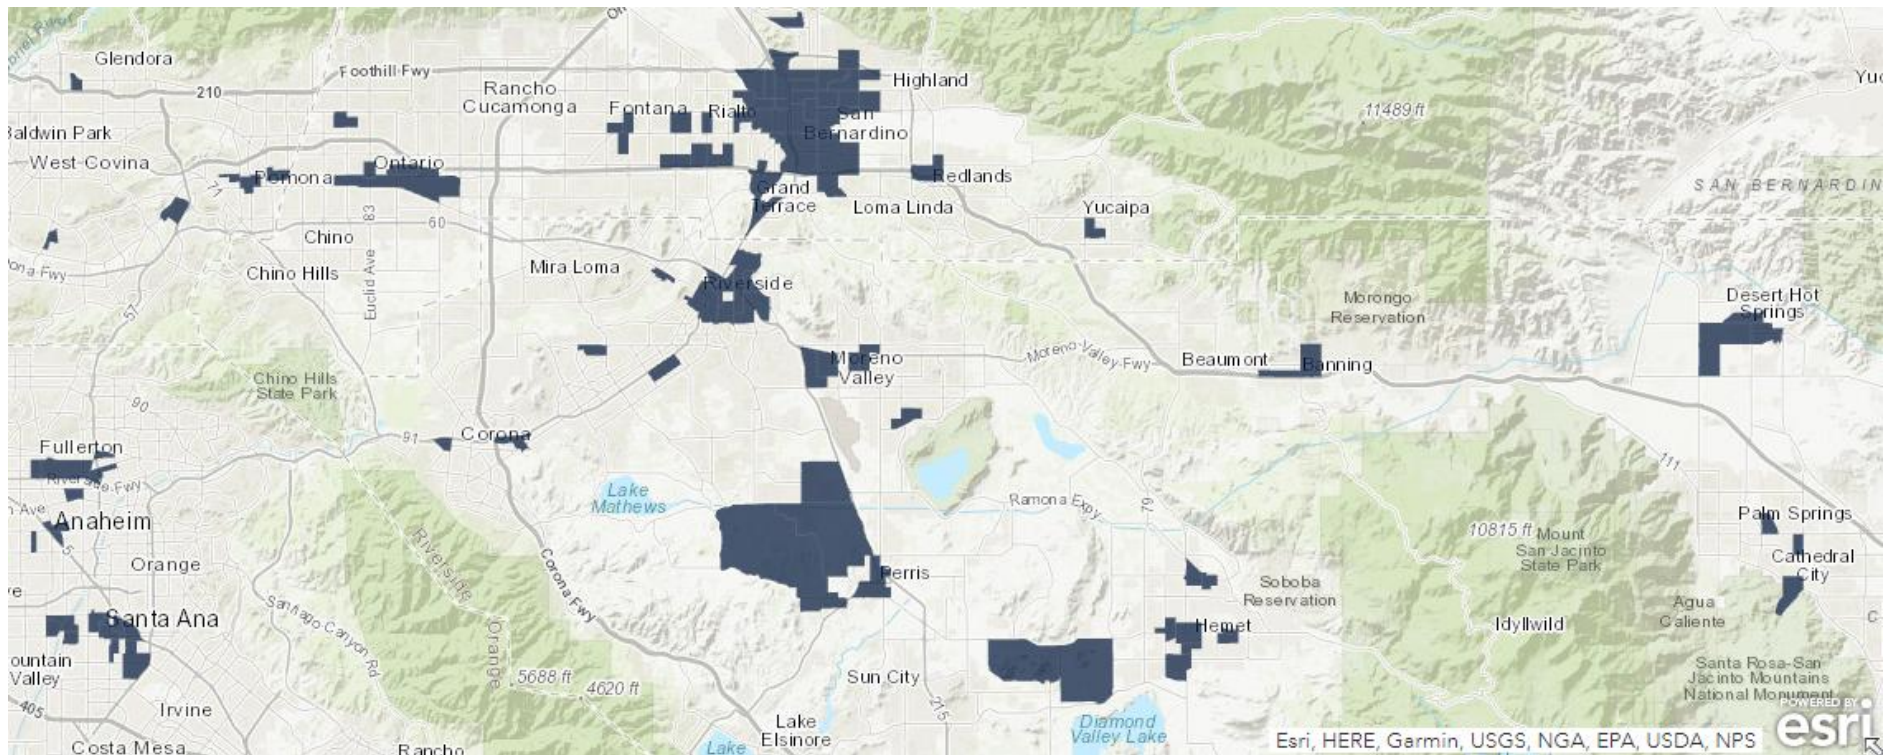 Glendora
Foothill Fwy
210
Rancho
Cucamonga
Fontana
Rialto
Highland
San
Bernardino
11489 ft
Baldwin Park
West Covina
71
Pomona
Ontario
Grand
Terrace
Loma Linda
Redlands
Yucaipa
SAN BERNARDIN
83
60
Chino
Chino Hills
Euclid Ave
Mira Loma
Riverside
57
Morongo
Reservation
Desert Hot
Springs
Moreno
Valley
Moreno-Valley-Fwy
Beaumont
Banning
Chino Hills
State Park
90
91
Corona
Fullerton
Riverside Fwy
Lake
Mathews
Ramona Expy
79
111
Anaheim
5
Orange
Riverside
Orange
Corona Fwy
Perris
10815 ft
Mount
San Jacinto
State Park
Palm Springs
Cathedral
City
Soboba
Reservation
Agua
Caliente
Santa Ana
Santiago Canyon Rd
Hemet
Idyllwild
Valley
5688 ft
4620 ft
Sun City
215
Santa Rosa-San
Jacinto Mountains
National Monument
405
Irvine
Costa Mesa
Rancho
Lake
Elsinore
Lake
Diamond
Valley Lake
POWERED BY
esri
Esri, HERE, Garmin, USGS, NGA, EPA, USDA, NPS